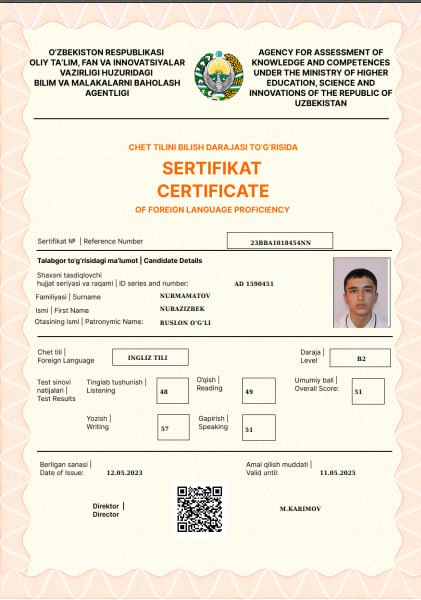 O'ZBEKISTON RESPUBLIKASI
OLIY TA'LIM, FAN VA INNOVATSIYALAR
VAZIRLIGI HUZURIDAGI
BILIM VA MALAKALARNI BAHOLASH
AGENTLIGI
AGENCY FOR ASSESSMENT OF
KNOWLEDGE AND COMPETENCES
UNDER THE MINISTRY OF HIGHER
EDUCATION, SCIENCE AND
INNOVATIONS OF THE REPUBLIC OF
UZBEKISTAN
CHET TILINI BILISH DARAJASI TO'G'RISIDA
SERTIFIKAT
CERTIFICATE
OF FOREIGN LANGUAGE PROFICIENCY
Sertifikat № | Reference Number
23BBA1018454NN
Talabgor to'g'risidagi ma'lumot | Candidate Details
Shaxsni tasdiqlovchi
hujjat seriyasi va raqami | ID series and number:
AD 1590451
Familiyasi | Surname
NURMAMATOV
Ismi | First Name
NURAZIZBEK
Otasining ismi | Patronymic Name:
RUSLON O'G'LI
Chet tili |
Foreign Language
INGLIZ TILI
Daraja |
Level
B2
Test sinovi
natijalari |
Test Results
Tinglab tushunish |
Listening
48
O'qish |
Reading
49
Umumiy ball |
Overall Score:
51
Yozish |
Writing
57
Gapirish |
Speaking
51
Berilgan sanasi |
Date of Issue:
12.05.2023
Amal qilish muddati |
Valid until:
11.05.2025
Direktor |
Director
M.KARIMOV